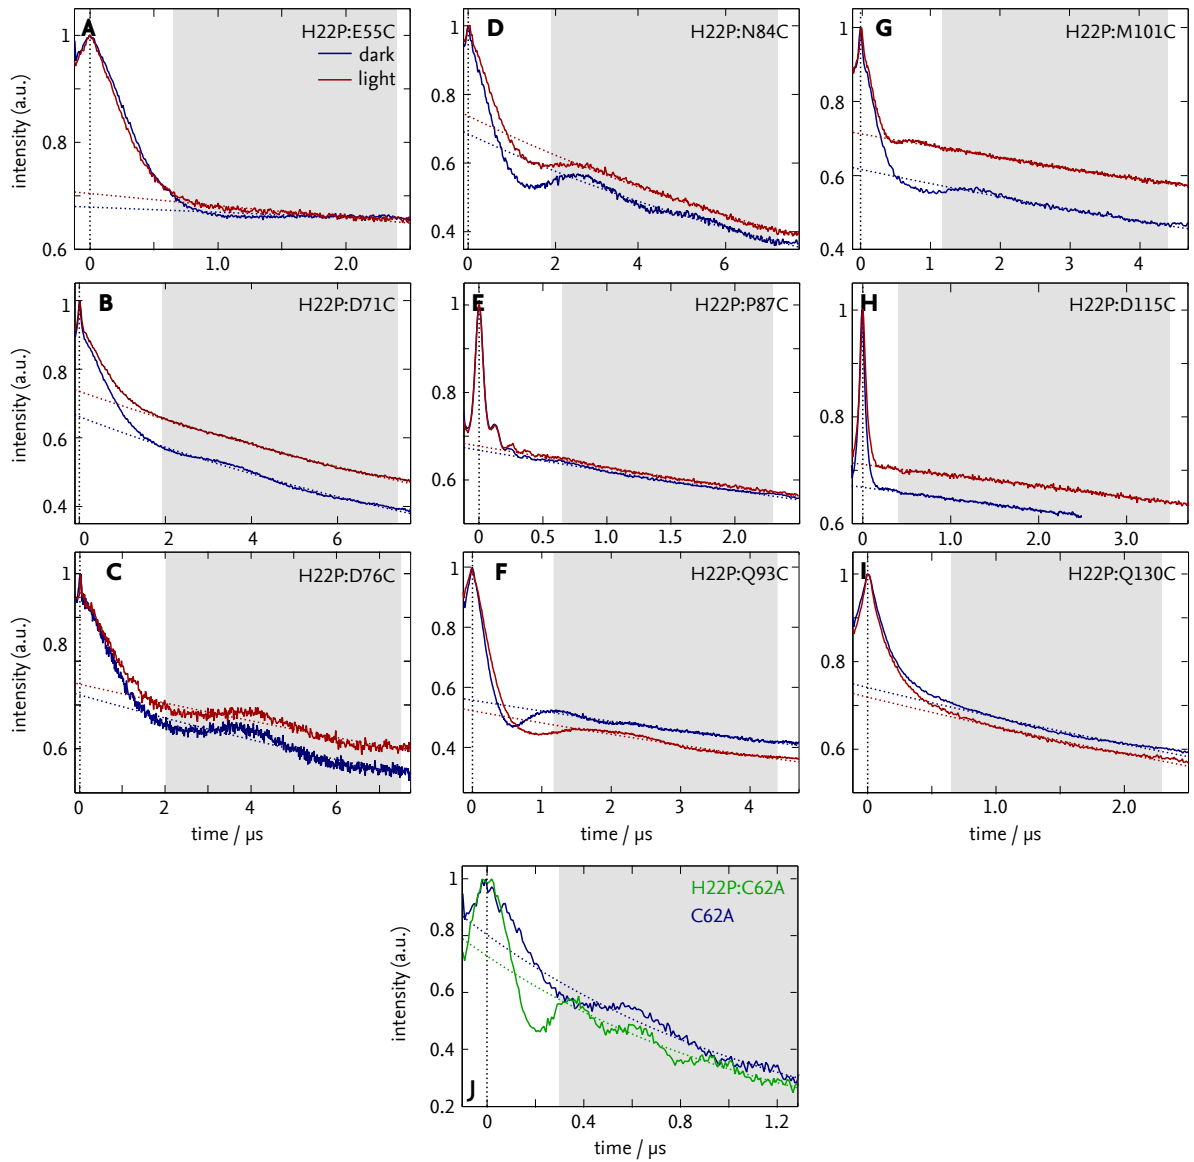 A
H22P:E55C
dark
light
intensity (a.u.)
1
0.8
0.6
0
1.0
2.0
D
H22P:N84C
1
0.8
0.6
0.4
0
2
4
6
G
H22P:M101C
1
0.8
0.6
0.4
0
1
2
3
4
B
H22P:D71C
intensity (a.u.)
1
0.8
0.6
0.4
0
2
4
6
E
H22P:P87C
1
0.8
0.6
0
0.5
1.0
1.5
2.0
H
H22P:D115C
1
0.8
0.6
0
1.0
2.0
3.0
C
H22P:D76C
intensity (a.u.)
1
0.8
0.6
0
2
4
6
time / µs
F
H22P:Q93C
1
0.8
0.6
0.4
0
1
2
3
4
time / µs
I
H22P:Q130C
1
0.8
0.6
0
1.0
2.0
time / µs
J
H22P:C62A
C62A
intensity (a.u.)
1
0.8
0.6
0.4
0.2
0
0.4
0.8
1.2
time / µs